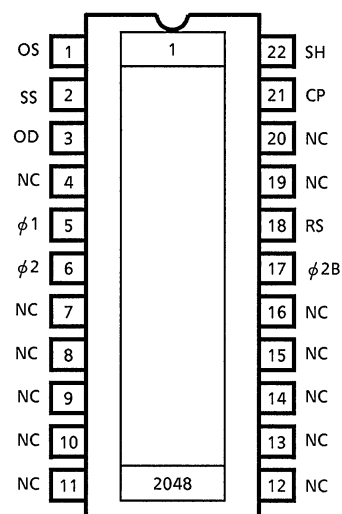 OS 1 1 22 SH
SS 2 21 CP
OD 3 20 NC
NC 4 19 NC
ϕ1 5 18 RS
ϕ2 6 17 ϕ2B
NC 7 16 NC
NC 8 15 NC
NC 9 14 NC
NC 10 13 NC
NC 11 2048 12 NC